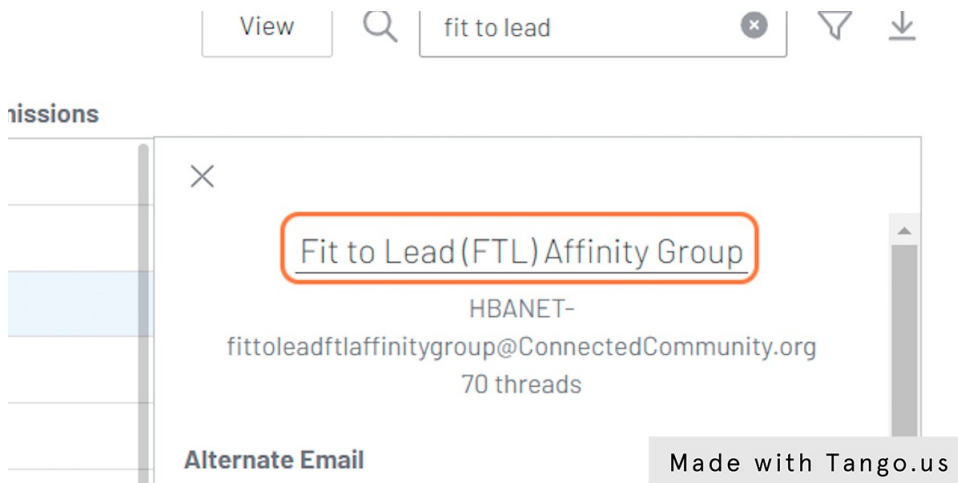 View
fit to lead
Fit to Lead (FTL) Affinity Group
HBANET-
fittoleadftlaffinitygroup@ConnectedCommunity.org
70 threads
Alternate Email
Made with Tango.us